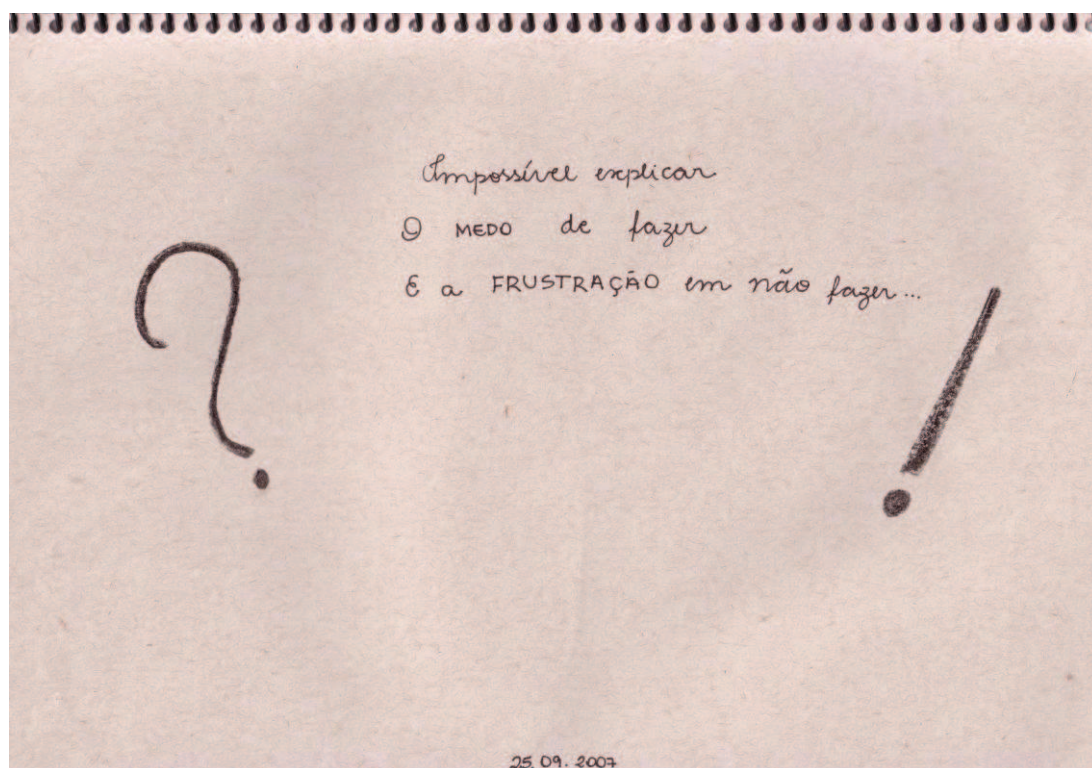 Impossível explicar
O MEDO de fazer
E a FRUSTRAÇÃO em não fazer...
?
!
25.09.2007